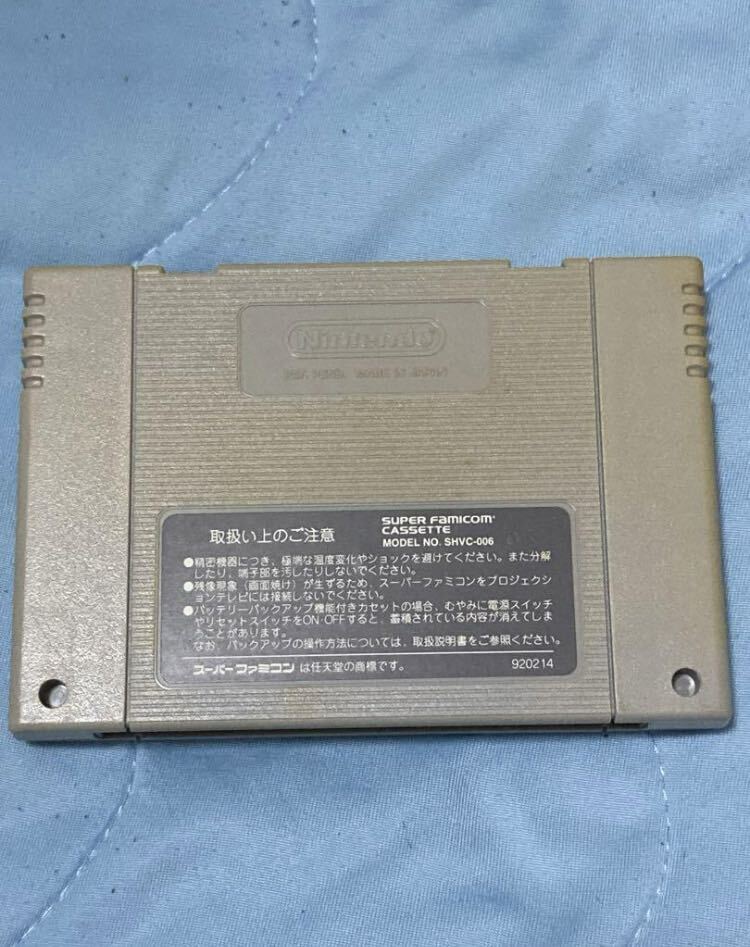 Nintendo
MADE IN JAPAN
取扱い上のご注意
SUPER Famicom
CASSETTE
MODEL NO. SHVC-006
●精密機器につき、極端な温度変化やショックを避けてください。また分解
したり、端子部を汚したりしないでください。
●残像現象（画面焼け）が生ずるため、スーパーファミコンをプロジェクシ
ョンテレビには接続しないでください。
●バッテリーバックアップ機能付きカセットの場合、むやみに電源スイッチ
やリセットスイッチをON・OFFすると、蓄積されている内容が消えてしま
うことがあります。
なお、バックアップの操作方法については、取扱説明書をご参照ください。
スーパーファミコン は任天堂の商標です。
920214